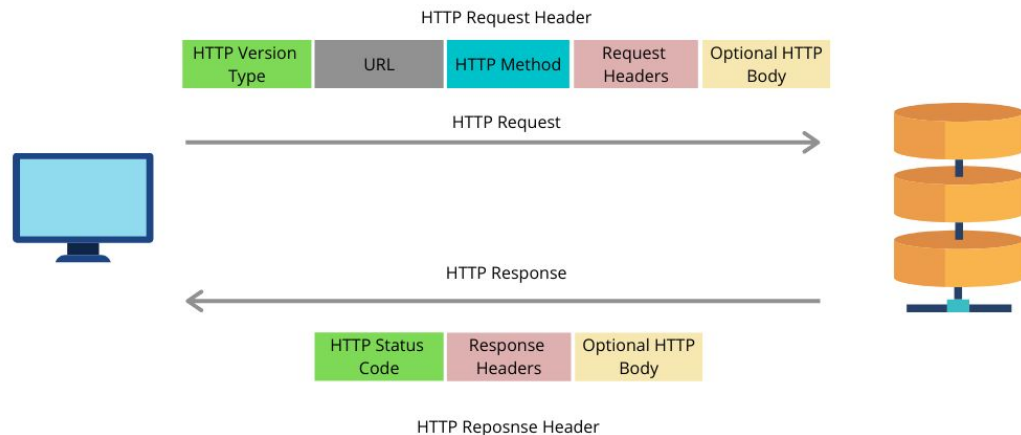 HTTP Request Header
HTTP Version
Type
URL
HTTP Method
Request
Headers
Optional HTTP
Body
HTTP Request
HTTP Response
HTTP Status
Code
Response
Headers
Optional HTTP
Body
HTTP Reposnse Header